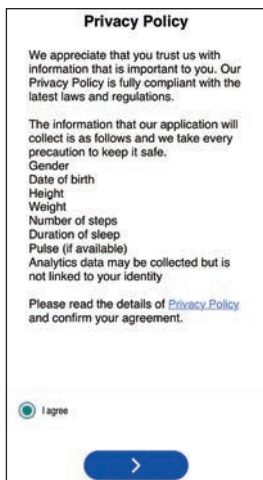 Privacy Policy
We appreciate that you trust us with
information that is important to you. Our
Privacy Policy is fully compliant with the
latest laws and regulations.
The information that our application will
collect is as follows and we take every
precaution to keep it safe.
Gender
Date of birth
Height
Weight
Number of steps
Duration of sleep
Pulse (if available)
Analytics data may be collected but is
not linked to your identity
Please read the details of Privacy Policy
and confirm your agreement.
I agree